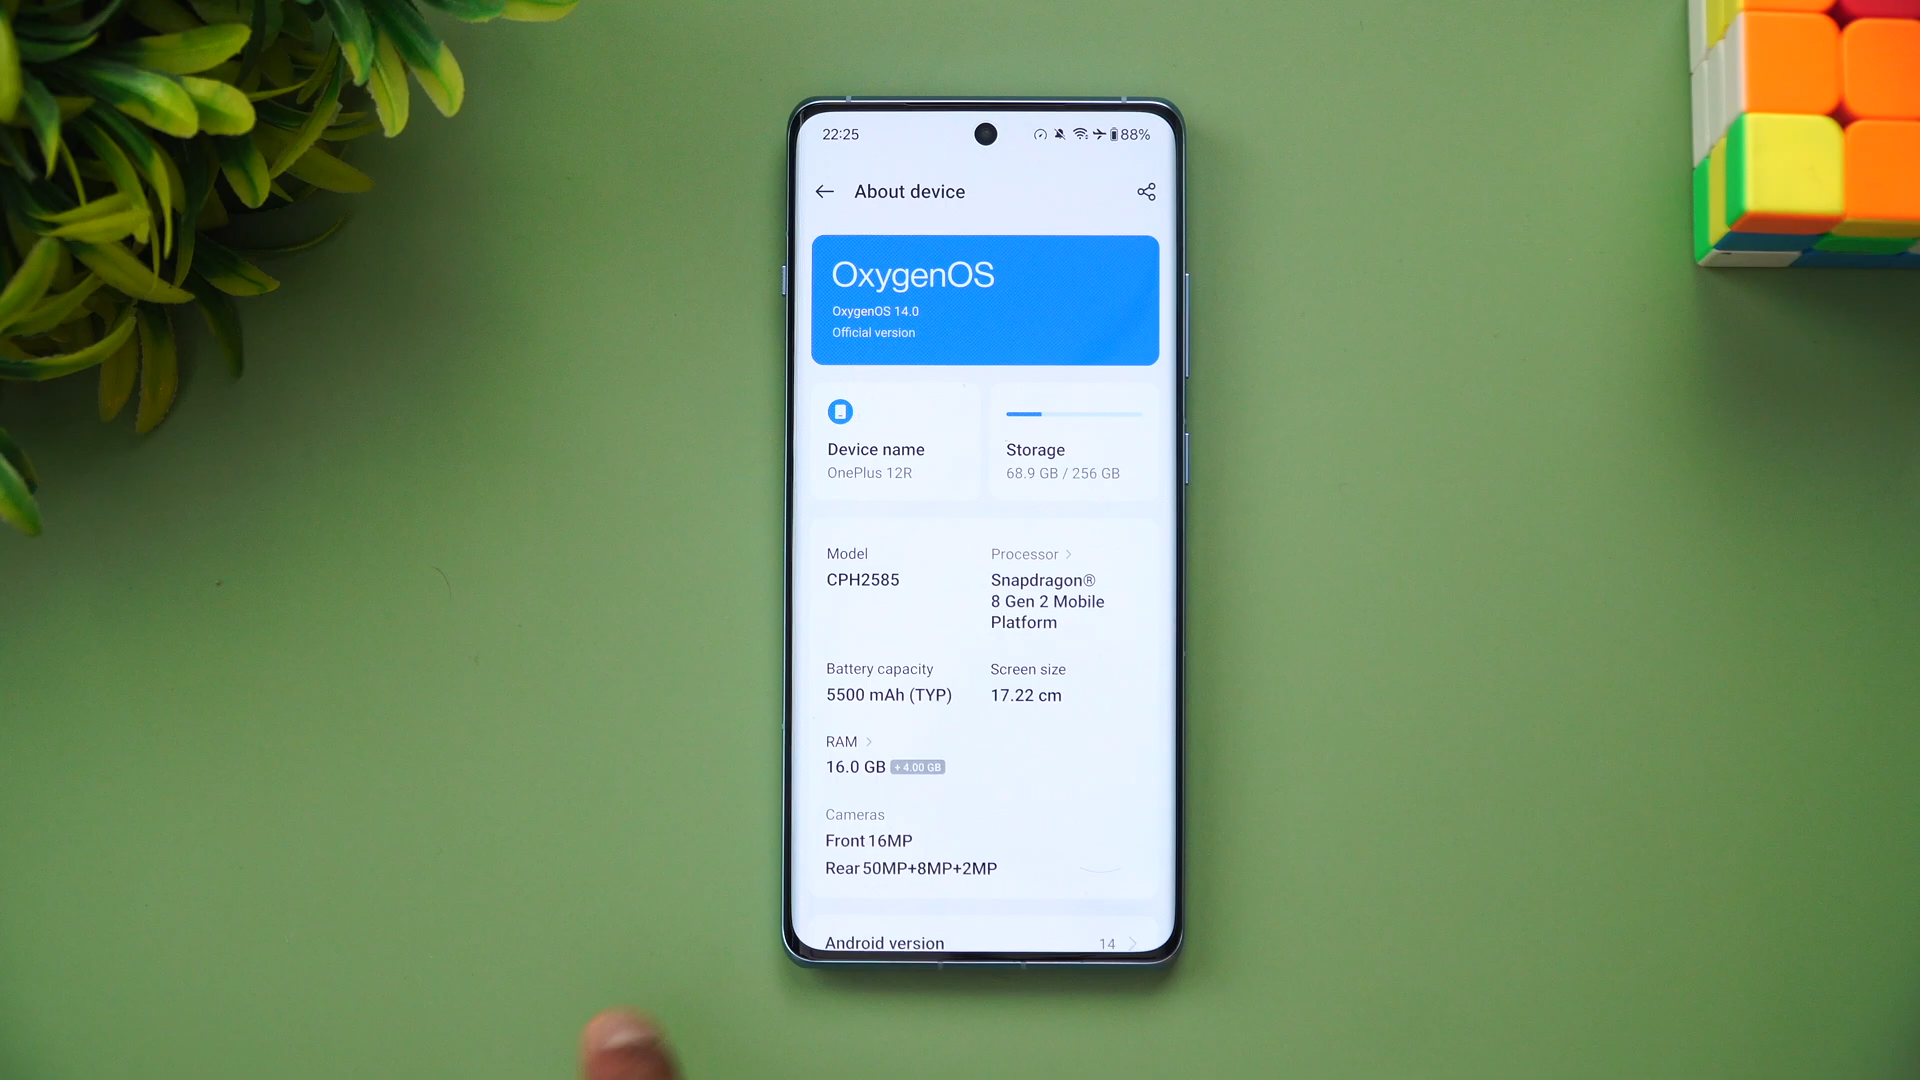 22:25
88%
About device
OxygenOS
OxygenOS 14.0
Official version
Device name
OnePlus 12R
Storage
68.9 GB / 256 GB
Model
CPH2585
Processor >
Snapdragon®
8 Gen 2 Mobile
Platform
Battery capacity
5500 mAh (TYP)
Screen size
17.22 cm
RAM >
16.0 GB + 4.00 GB
Cameras
Front 16MP
Rear 50MP+8MP+2MP
Android version 14 >